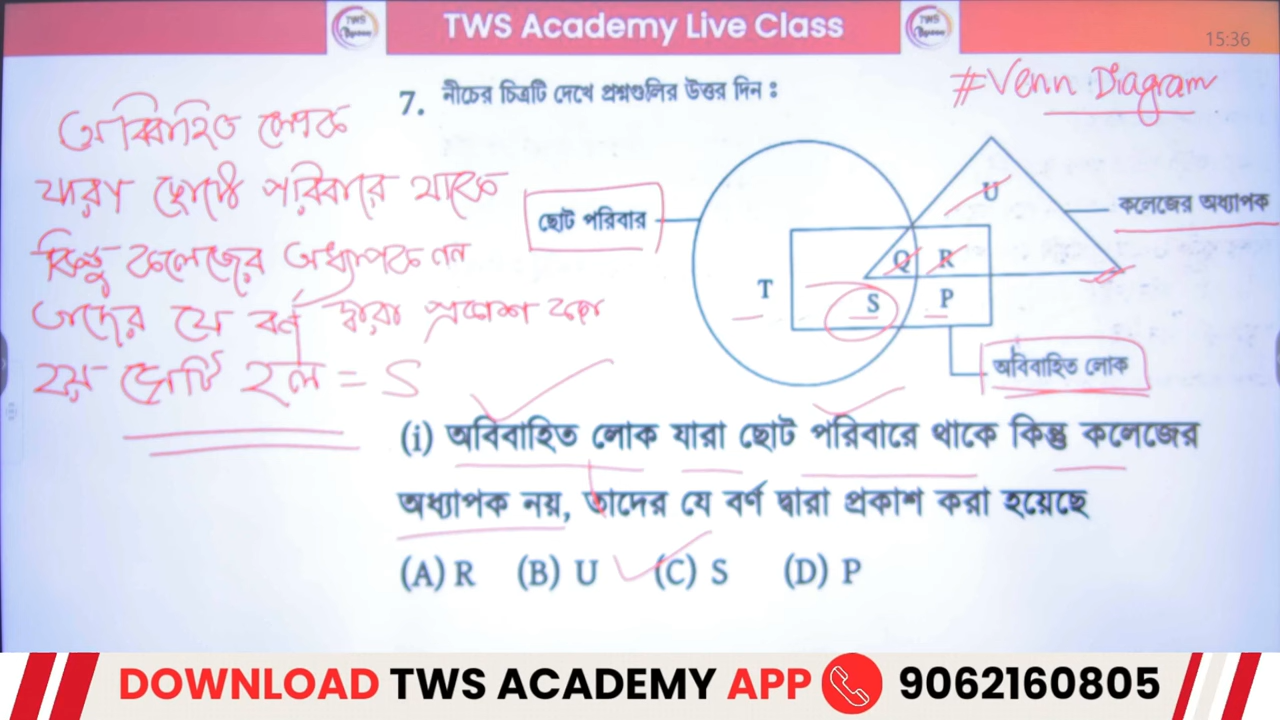 TWS Academy Live Class
15:36
7. নীচের চিত্রটি দেখে প্রশ্নগুলির উত্তর দিন :
#Venn Diagram
অবিবাহিত লোক
যারা ছোট পরিবারে থাকে
কিন্তু কলেজের অধ্যাপক নন
তাদের যে বর্ণ দ্বারা প্রকাশ করা
হয় সেটি হল = S
ছোট পরিবার
U
কলেজের অধ্যাপক
Q R
T
S P
অবিবাহিত লোক
(i) অবিবাহিত লোক যারা ছোট পরিবারে থাকে কিন্তু কলেজের
অধ্যাপক নয়, তাদের যে বর্ণ দ্বারা প্রকাশ করা হয়েছে
(A) R (B) U (C) S (D) P
DOWNLOAD TWS ACADEMY APP 9062160805